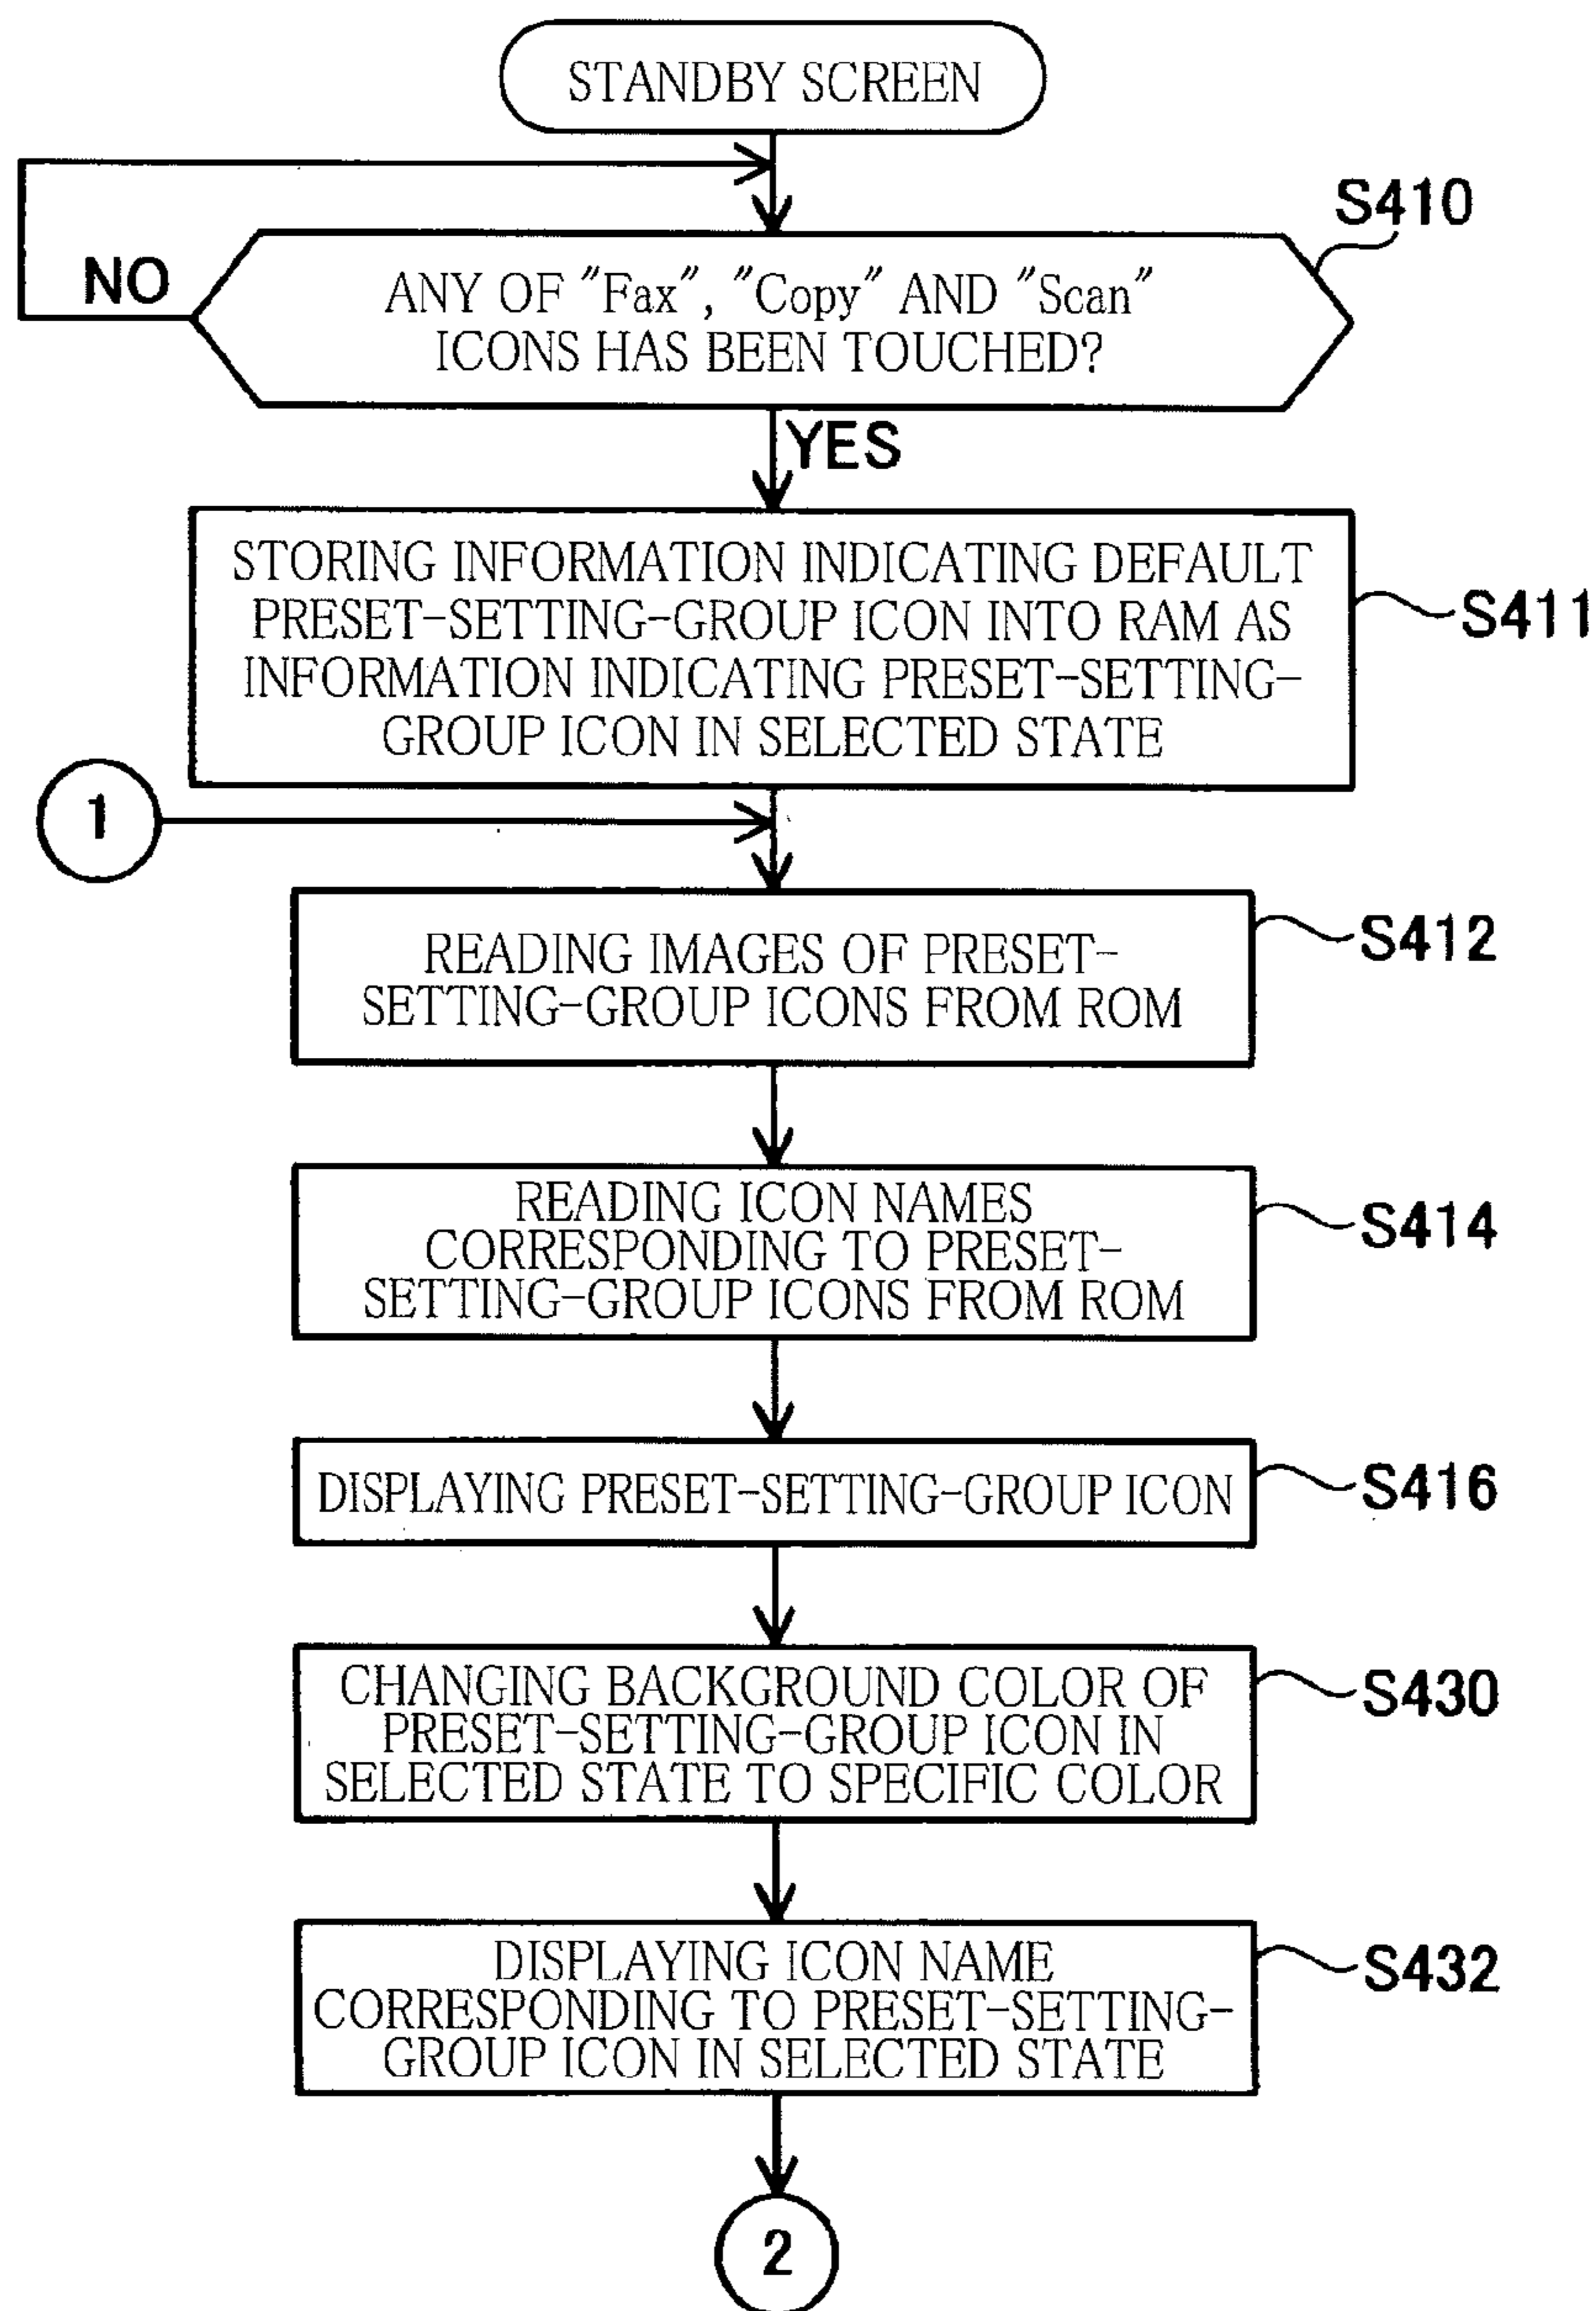 STANDBY SCREEN
S410
NO
ANY OF "Fax", "Copy" AND "Scan"
ICONS HAS BEEN TOUCHED?
YES
STORING INFORMATION INDICATING DEFAULT
PRESET-SETTING-GROUP ICON INTO RAM AS
INFORMATION INDICATING PRESET-SETTING-
GROUP ICON IN SELECTED STATE
S411
1
READING IMAGES OF PRESET-
SETTING-GROUP ICONS FROM ROM
S412
READING ICON NAMES
CORRESPONDING TO PRESET-
SETTING-GROUP ICONS FROM ROM
S414
DISPLAYING PRESET-SETTING-GROUP ICON
S416
CHANGING BACKGROUND COLOR OF
PRESET-SETTING-GROUP ICON IN
SELECTED STATE TO SPECIFIC COLOR
S430
DISPLAYING ICON NAME
CORRESPONDING TO PRESET-SETTING-
GROUP ICON IN SELECTED STATE
S432
2